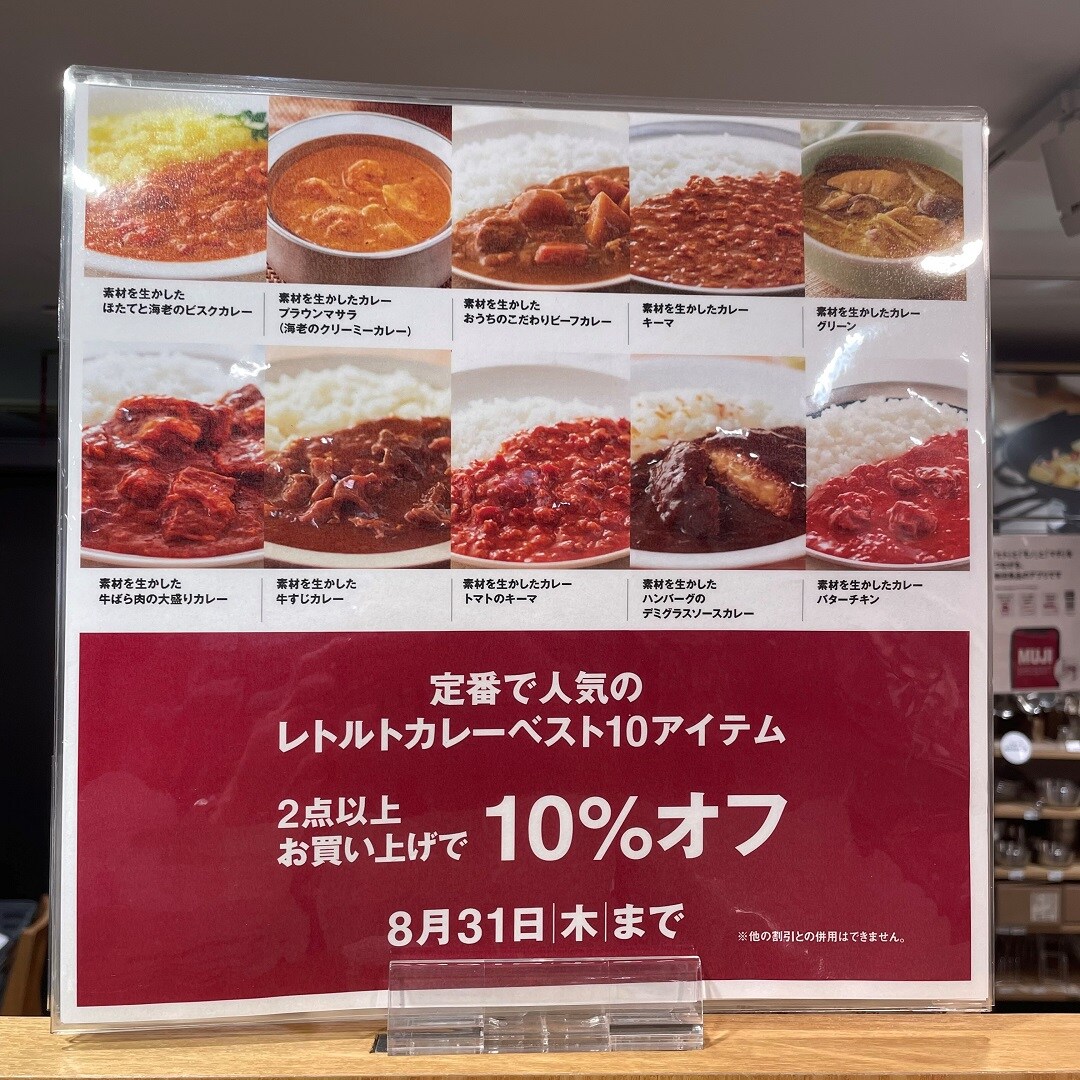 素材を生かした
ほたてと海老のビスクカレー
素材を生かしたカレー
ブラウンマサラ
（海老のクリーミーカレー）
素材を生かした
おうちのこだわりビーフカレー
素材を生かしたカレー
キーマ
素材を生かしたカレー
グリーン
素材を生かした
牛ばら肉の大盛りカレー
素材を生かした
牛すじカレー
素材を生かしたカレー
トマトのキーマ
素材を生かした
ハンバーグの
デミグラスソースカレー
素材を生かしたカレー
バターチキン
定番で人気の
レトルトカレーベスト10アイテム
2点以上
お買い上げで 10%オフ
8月31日|木|まで
※他の割引との併用はできません。
MUJI